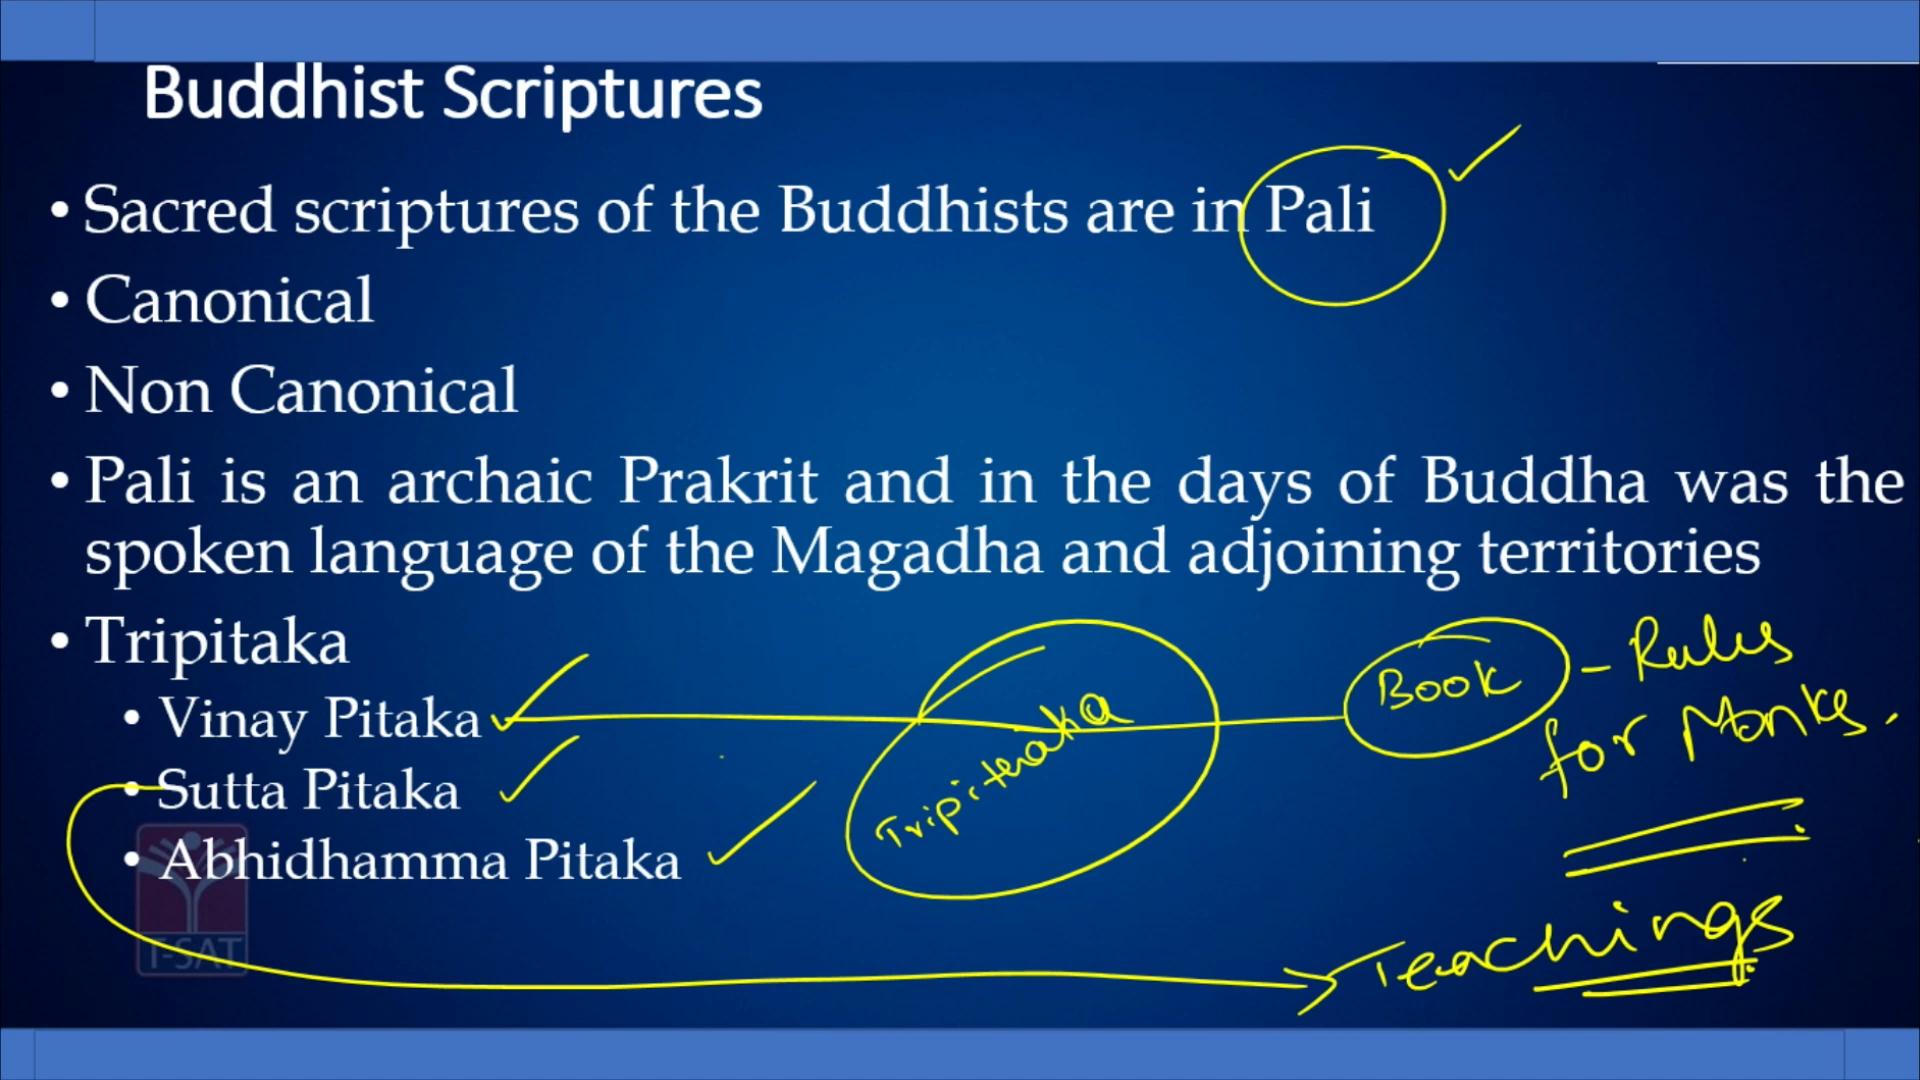 Buddhist Scriptures
• Sacred scriptures of the Buddhists are in Pali
• Canonical
• Non Canonical
• Pali is an archaic Prakrit and in the days of Buddha was the
spoken language of the Magadha and adjoining territories
• Tripitaka
• Vinay Pitaka
• Sutta Pitaka
• Abhidhamma Pitaka
Tripiteraka
Book - Rules
for Monks.
Teachings
T-SAT